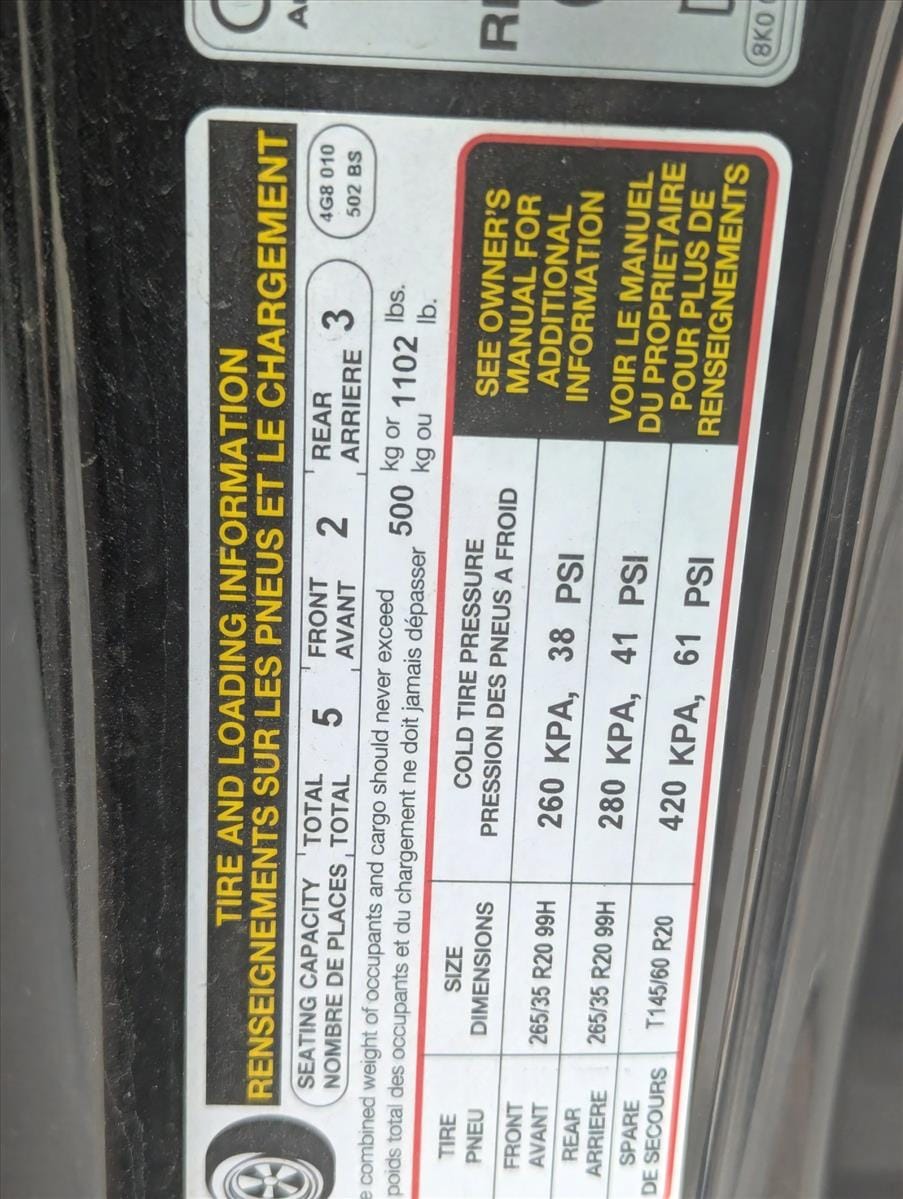 TIRE AND LOADING INFORMATION
RENSEIGNEMENTS SUR LES PNEUS ET LE CHARGEMENT
SEATING CAPACITY TOTAL 5 FRONT 2 REAR 3
NOMBRE DE PLACES TOTAL AVANT ARRIERE
4G8 010
502 BS
combined weight of occupants and cargo should never exceed 500 kg or 1102 lbs.
poids total des occupants et du chargement ne doit jamais dépasser kg ou lb.
TIRE SIZE COLD TIRE PRESSURE
PNEU DIMENSIONS PRESSION DES PNEUS A FROID
FRONT
AVANT 265/35 R20 99H 260 KPA, 38 PSI
REAR
ARRIERE 265/35 R20 99H 280 KPA, 41 PSI
SPARE
DE SECOURS T145/60 R20 420 KPA, 61 PSI
SEE OWNER'S
MANUAL FOR
ADDITIONAL
INFORMATION
VOIR LE MANUEL
DU PROPRIETAIRE
POUR PLUS DE
RENSEIGNEMENTS
8K0